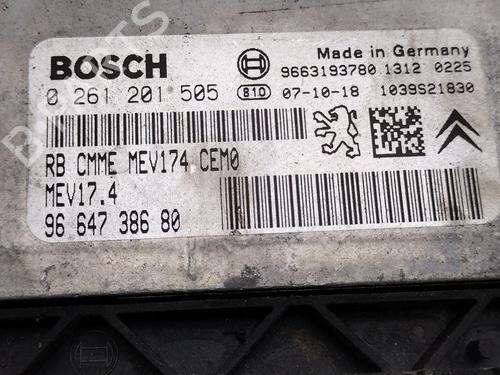 BOSCH
Made in Germany
9663193780 1312 0225
0 261 201 505 810 07-10-18 1039S21830
RB CMME MEV174 CEM0
MEV17.4
96 647 386 80